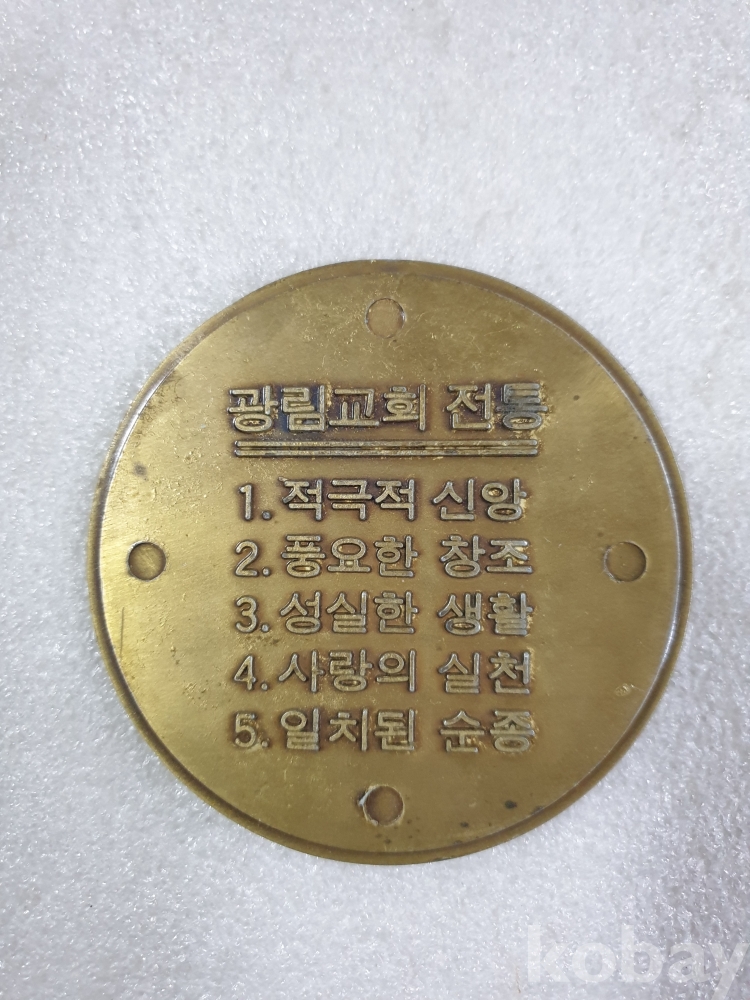 광림교회 전통
1. 적극적 신앙
2. 풍요한 창조
3. 성실한 생활
4. 사랑의 실천
5. 일치된 순종
kobay